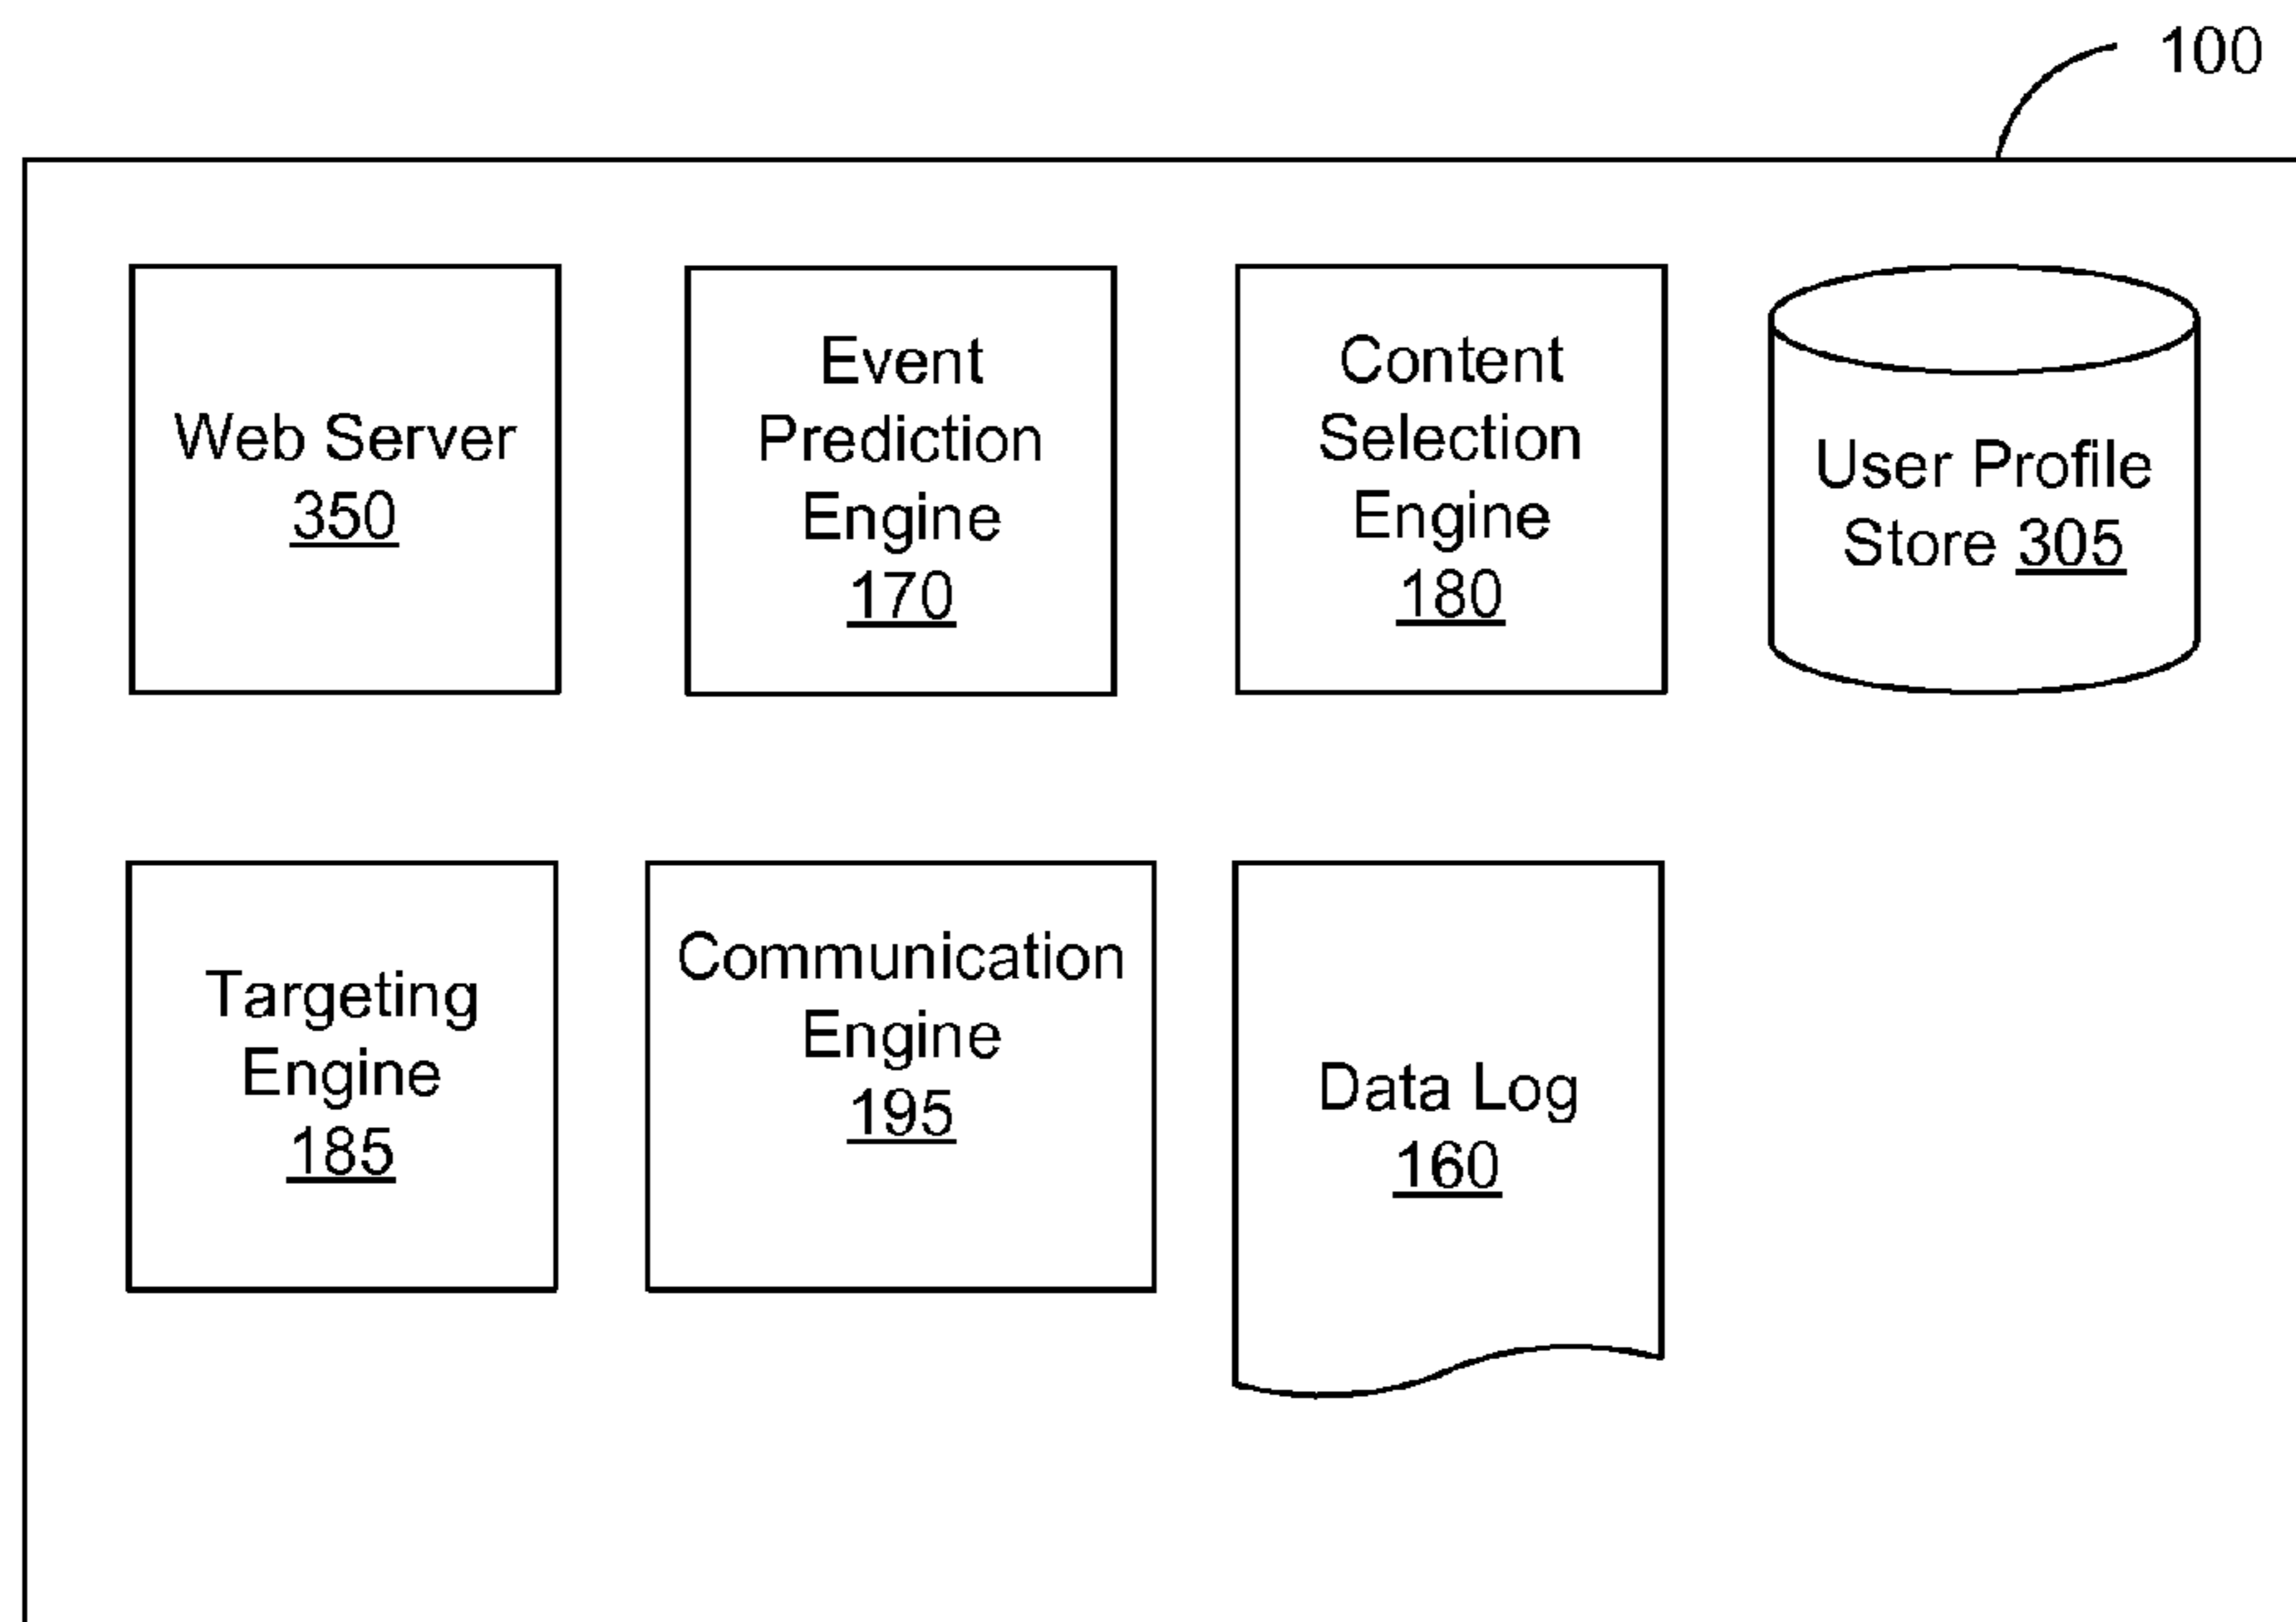 100
Web Server
350
Event
Prediction
Engine
170
Content
Selection
Engine
180
User Profile
Store 305
Targeting
Engine
185
Communication
Engine
195
Data Log
160